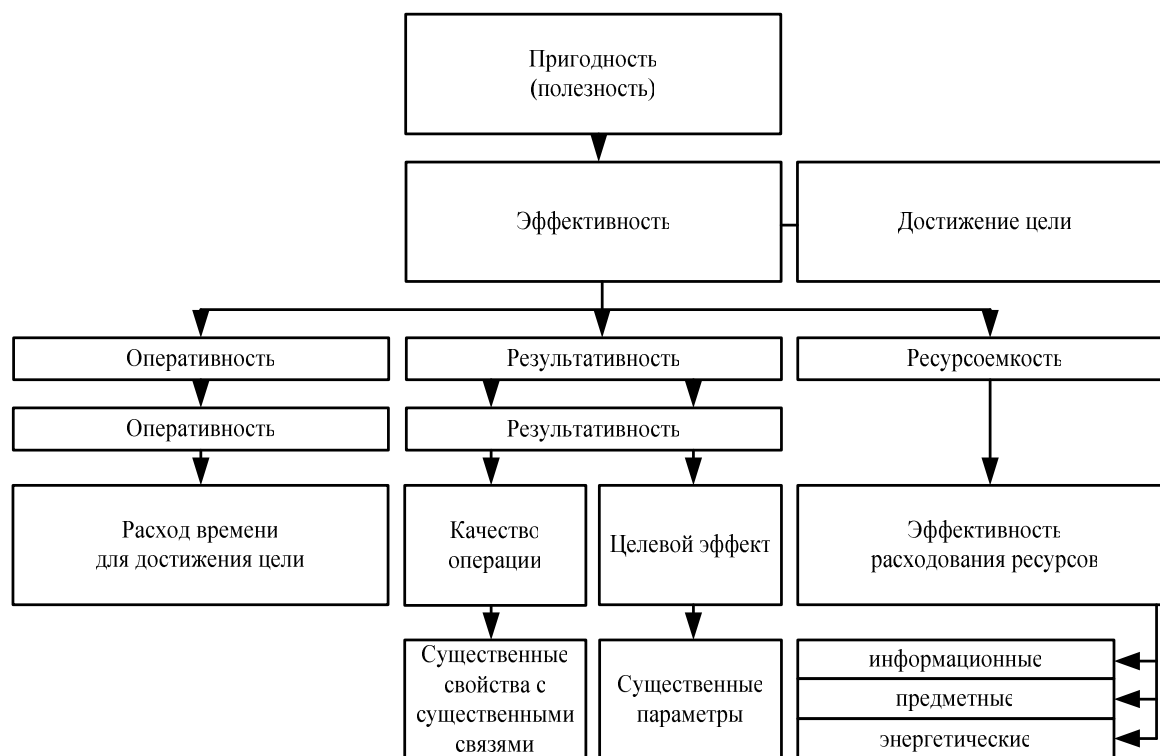 Пригодность
(полезность)
Эффективность
Достижение цели
Оперативность
Результативность
Ресурсоемкость
Оперативность
Результативность
Расход времени
для достижения цели
Качество
операции
Целевой эффект
Эффективность
расходования ресурсов
Существенные
свойства с
существенными
связями
Существенные
параметры
информационные
предметные
энергетические